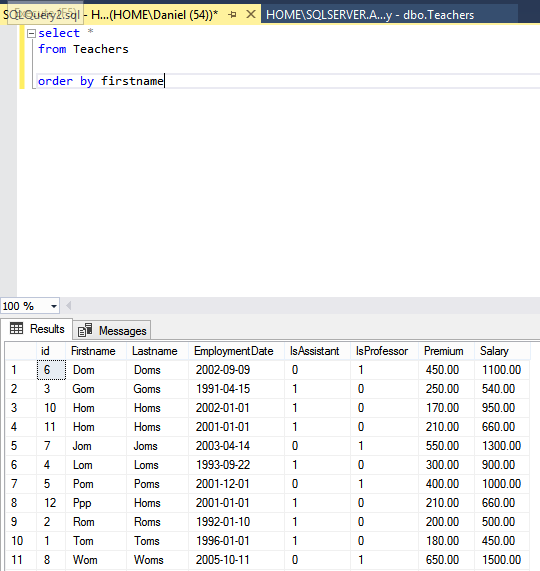 SQLQuery2.sql - H...(HOME\Daniel (54))* HOME\SQLSERVER.A...y - dbo.Teachers
select *
from Teachers
order by firstname
100 %
Results Messages
id Firstname Lastname EmploymentDate IsAssistant IsProfessor Premium Salary
1 6 Dom Doms 2002-09-09 0 1 450.00 1100.00
2 3 Gom Goms 1991-04-15 1 0 250.00 540.00
3 10 Hom Homs 2002-01-01 1 0 170.00 950.00
4 11 Hom Homs 2001-01-01 1 0 210.00 660.00
5 7 Jom Joms 2003-04-14 0 1 550.00 1300.00
6 4 Lom Loms 1993-09-22 1 0 300.00 900.00
7 5 Pom Poms 2001-12-01 0 1 400.00 1000.00
8 12 Ppp Homs 2001-01-01 1 0 210.00 660.00
9 2 Rom Roms 1992-01-10 1 0 200.00 500.00
10 1 Tom Toms 1996-01-01 1 0 180.00 450.00
11 8 Wom Woms 2005-10-11 0 1 650.00 1500.00